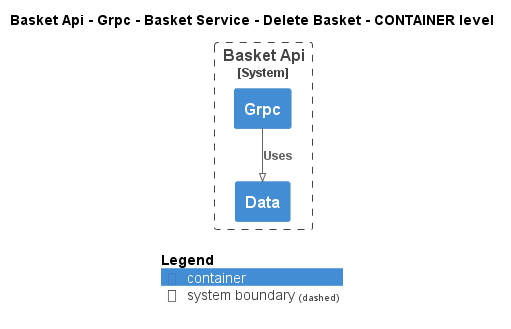 Basket Api - Grpc - Basket Service - Delete Basket - CONTAINER level
Basket Api
[System]
Grpc
Uses
Data
Legend
container
system boundary (dashed)